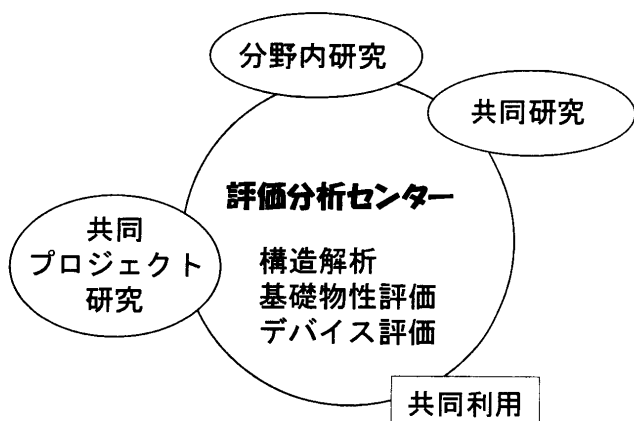 分野内研究
共同研究
評価分析センター
共同
プロジェクト
研究
構造解析
基礎物性評価
デバイス評価
共同利用